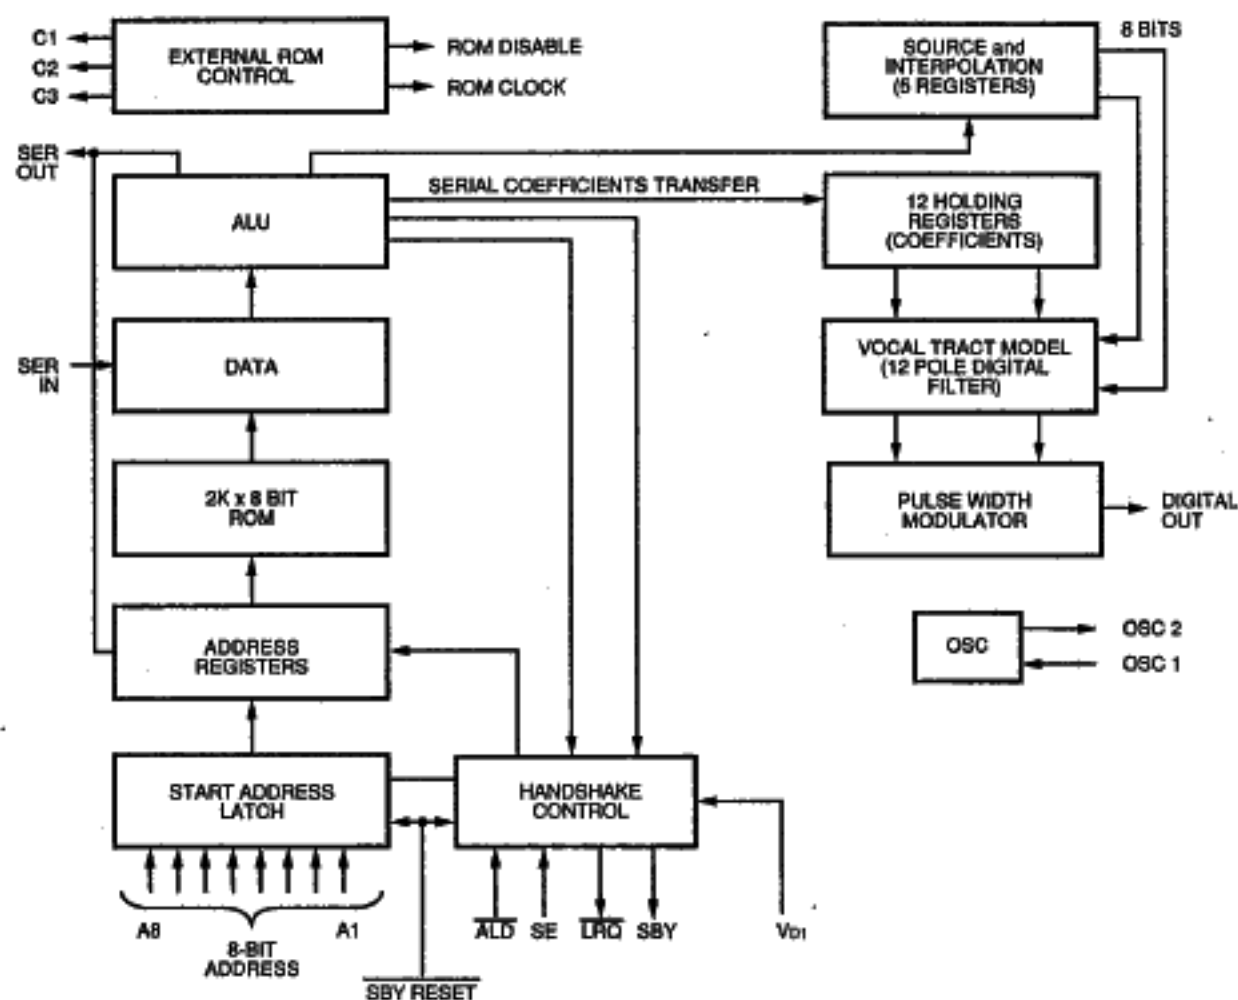 C1
C2
C3
EXTERNAL ROM
CONTROL
ROM DISABLE
ROM CLOCK
SOURCE and
INTERPOLATION
(5 REGISTERS)
8 BITS
SER
OUT
ALU
SERIAL COEFFICIENTS TRANSFER
12 HOLDING
REGISTERS
(COEFFICIENTS)
SER
IN
DATA
VOCAL TRACT MODEL
(12 POLE DIGITAL
FILTER)
2K x 8 BIT
ROM
PULSE WIDTH
MODULATOR
DIGITAL
OUT
ADDRESS
REGISTERS
OSC
OSC 2
OSC 1
START ADDRESS
LATCH
HANDSHAKE
CONTROL
A8
A1
8-BIT
ADDRESS
ALD
SE
LRQ
SBY
VD1
SBY RESET